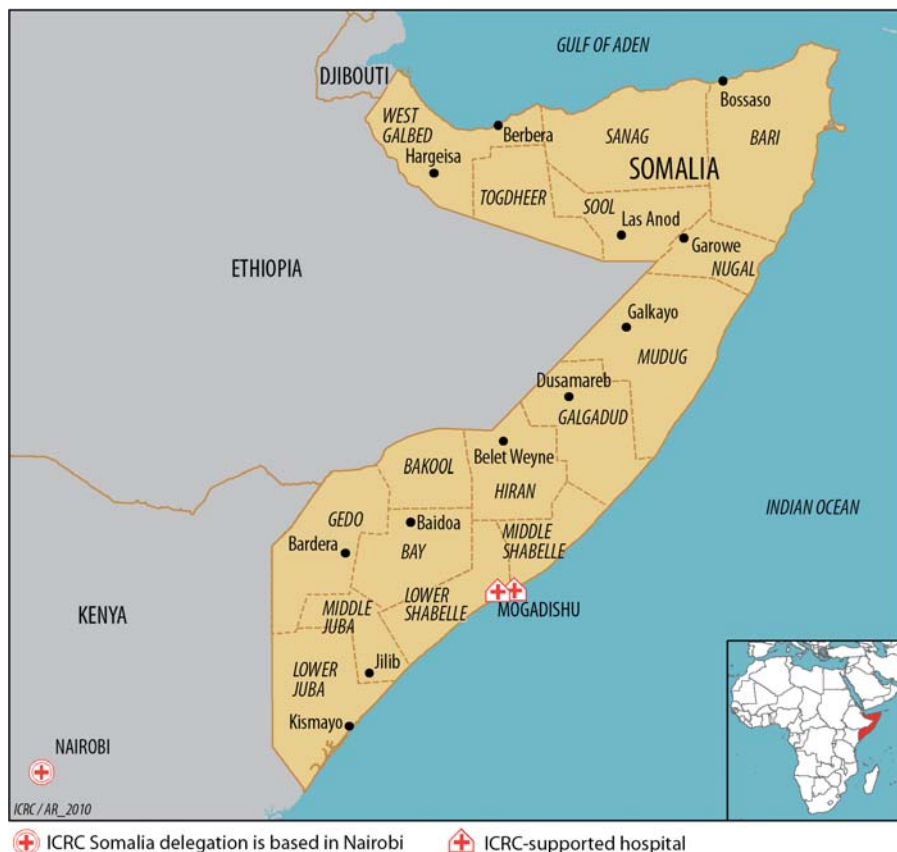 GULF OF ADEN
DJIBOUTI
Bossaso
WEST
GALBED
Berbera
SANAG
BARI
Hargeisa
SOMALIA
TOGDHEER
SOOL
Las Anod
Garowe
ETHIOPIA
NUGAL
Galkayo
MUDUG
Dusamareb
GALGADUD
BAKOOL
Belet Weyne
HIRAN
INDIAN OCEAN
GEDO
Baidoa
MIDDLE
SHABELLE
Bardera
BAY
LOWER
SHABELLE
MOGADISHU
KENYA
MIDDLE
JUBA
LOWER
JUBA
Jilib
Kismayo
NAIROBI
ICRC / AR_2010
ICRC Somalia delegation is based in Nairobi
ICRC-supported hospital